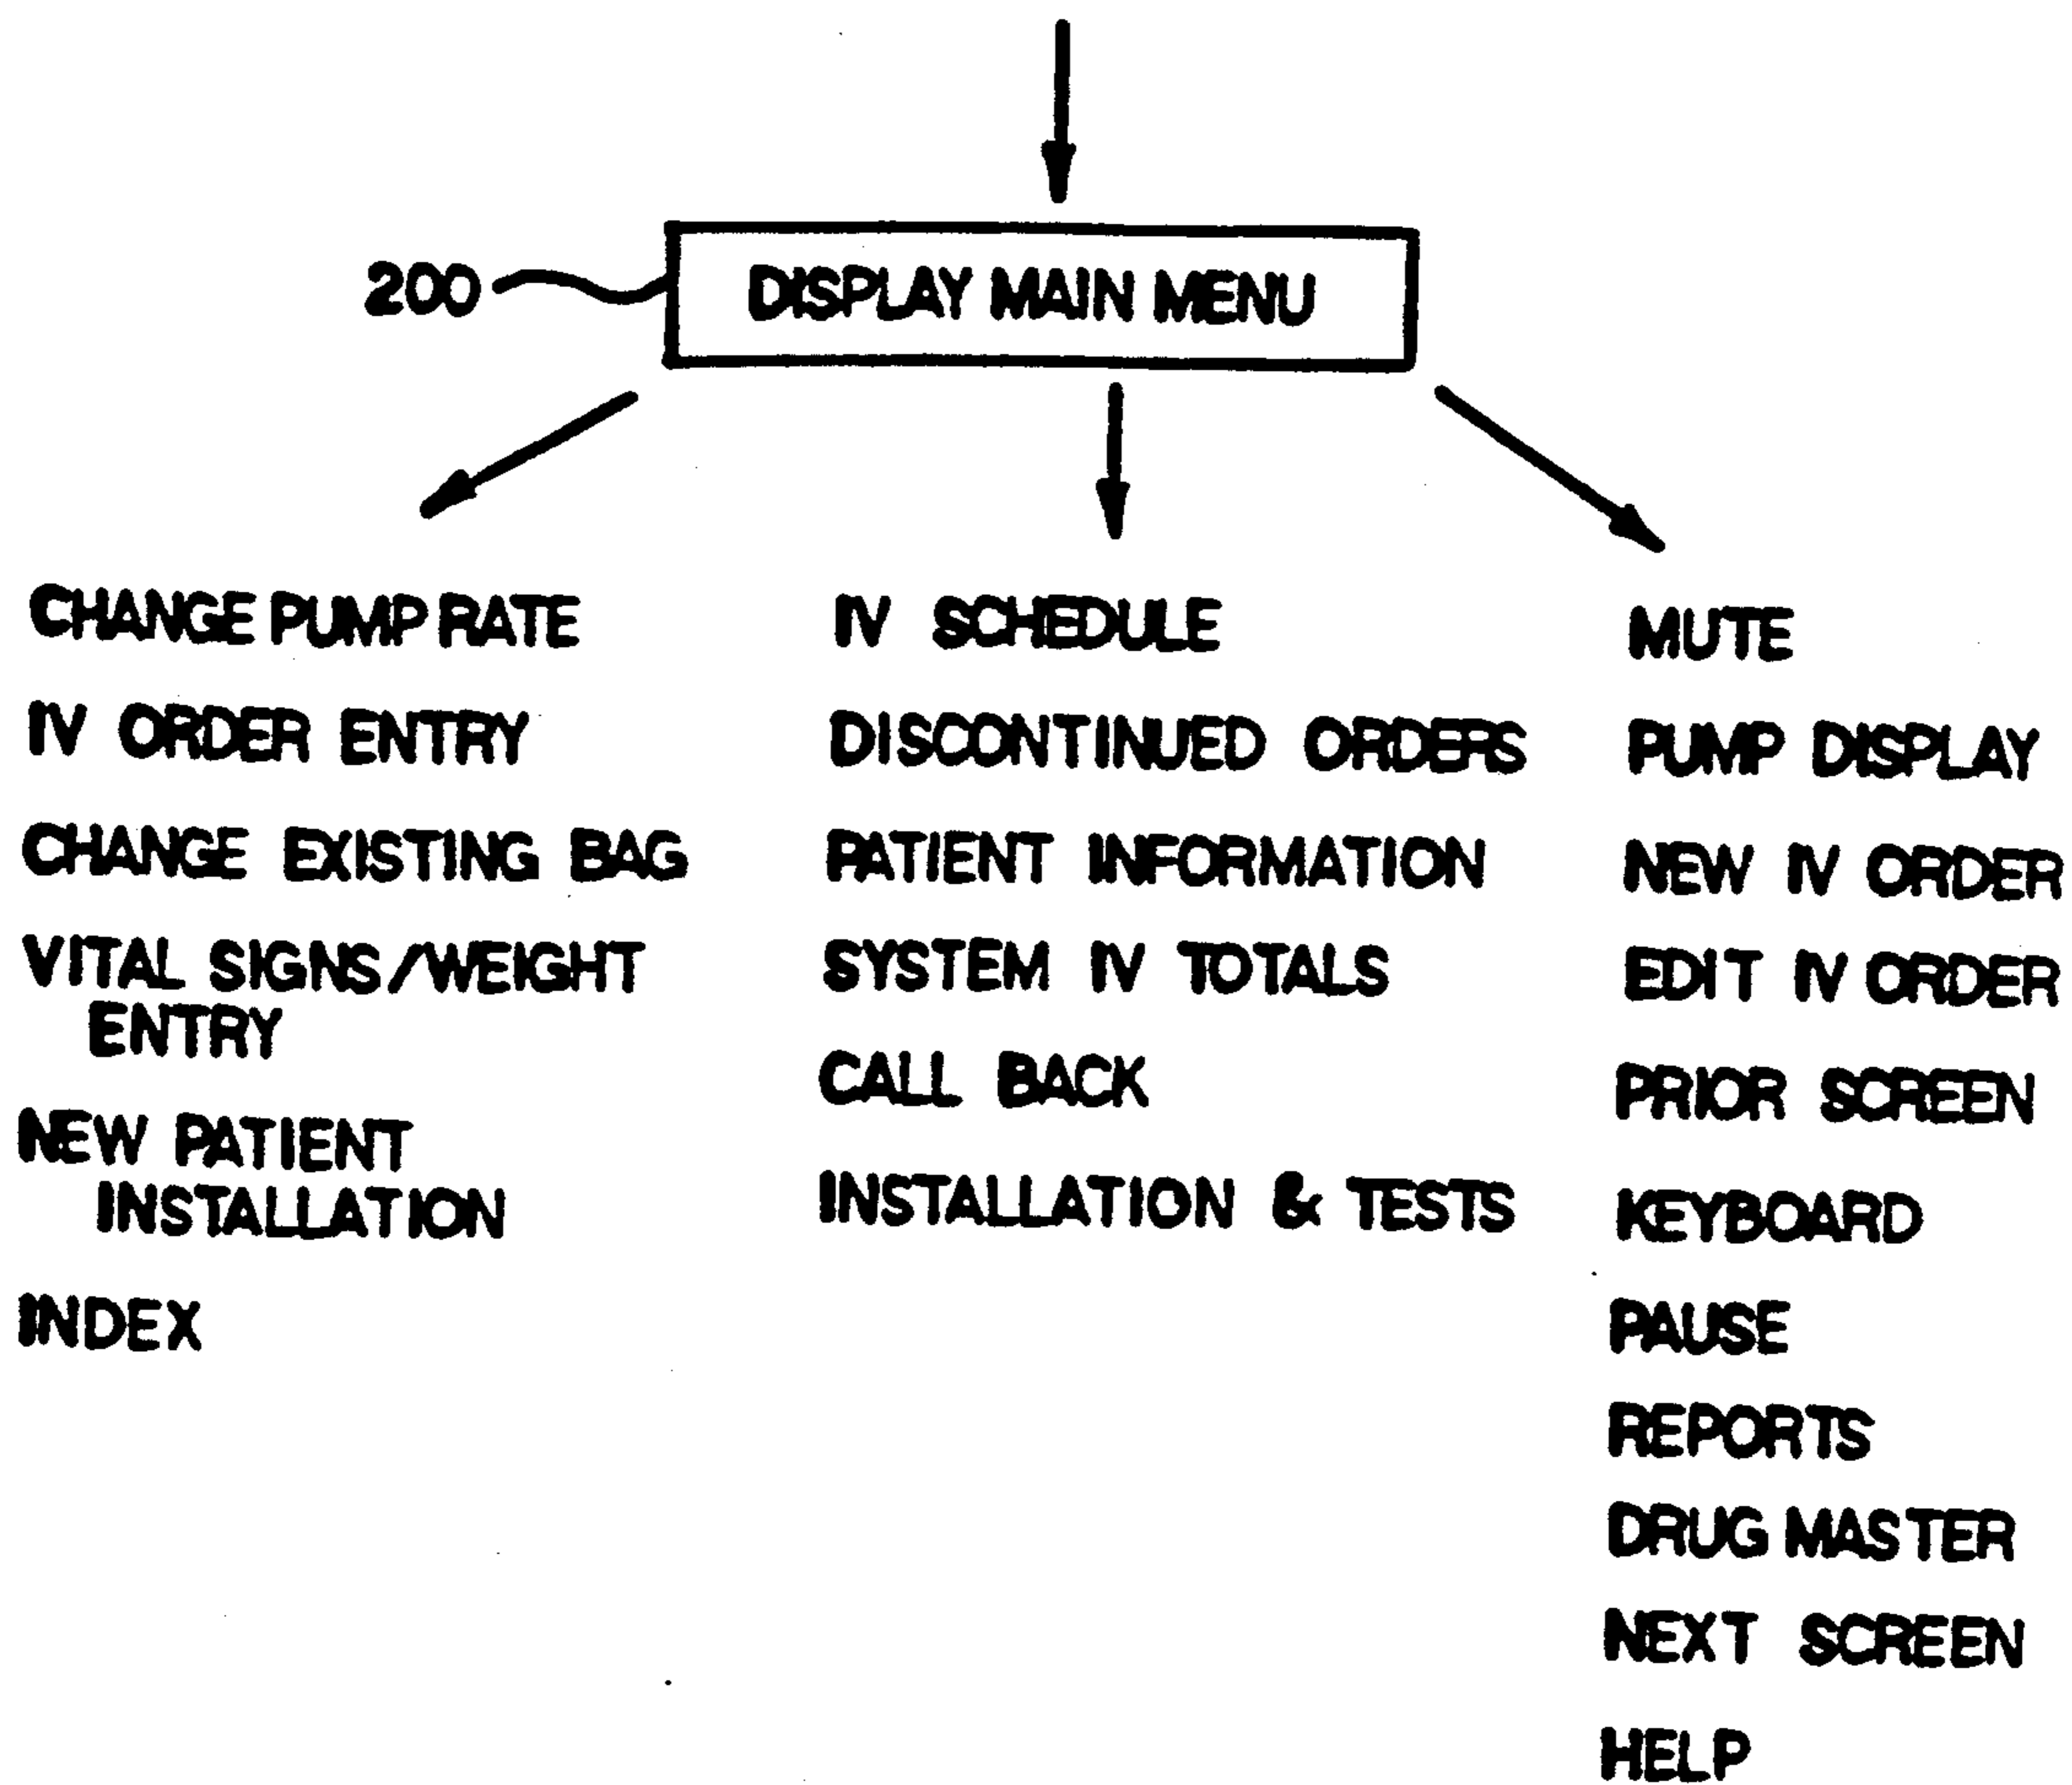 200
DISPLAY MAIN MENU
CHANGE PUMP RATE
IV ORDER ENTRY
CHANGE EXISTING BAG
VITAL SIGNS/WEIGHT
ENTRY
NEW PATIENT
INSTALLATION
INDEX
IV SCHEDULE
DISCONTINUED ORDERS
PATIENT INFORMATION
SYSTEM IV TOTALS
CALL BACK
INSTALLATION & TESTS
MUTE
PUMP DISPLAY
NEW IV ORDER
EDIT IV ORDER
PRIOR SCREEN
KEYBOARD
PAUSE
REPORTS
DRUG MASTER
NEXT SCREEN
HELP